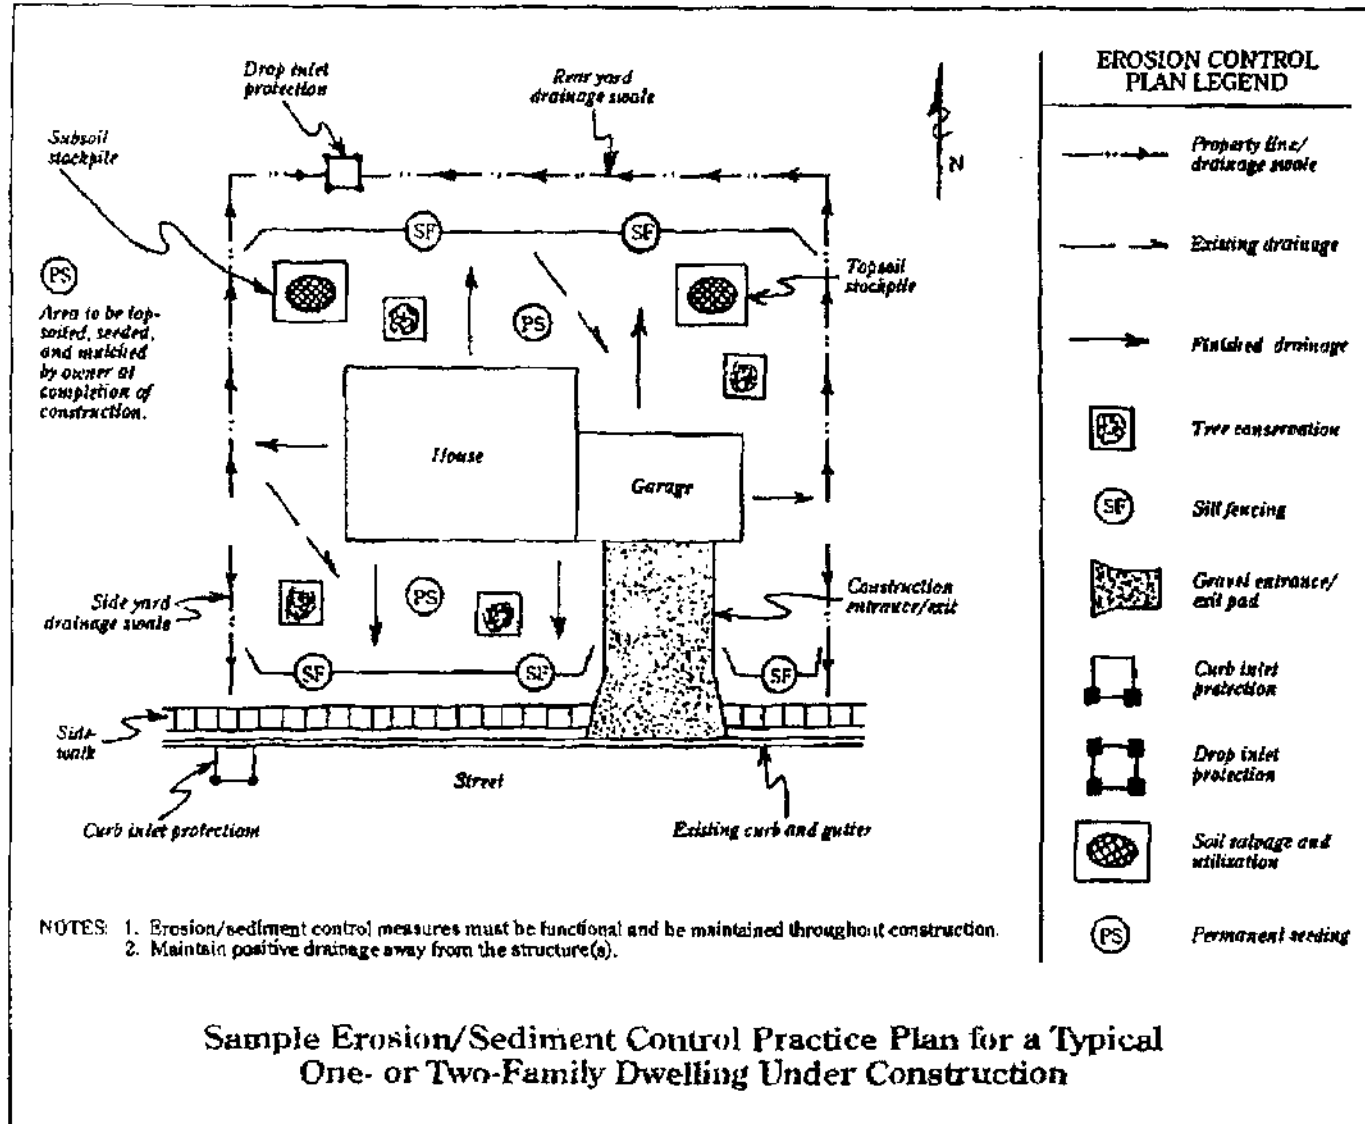 Drop inlet
protection
Rear yard
drainage swale
Subsoil
stockpile
N
SF
SF
PS
Area to be top-
soiled, seeded,
and mulched
by owner at
completion of
construction.
PS
Topsoil
stockpile
House
Garage
Side yard
drainage swale
PS
Construction
entrance/exit
SF
SF
SF
Side-
walk
Street
Curb inlet protection
Existing curb and gutter
EROSION CONTROL
PLAN LEGEND
Property line/
drainage swale
Existing drainage
Finished drainage
Tree conservation
SF
Silt fencing
Gravel entrance/
exit pad
Curb inlet
protection
Drop inlet
protection
Soil salvage and
utilization
PS
Permanent seeding
NOTES: 1. Erosion/sediment control measures must be functional and be maintained throughout construction.
2. Maintain positive drainage away from the structure(s).
Sample Erosion/Sediment Control Practice Plan for a Typical
One- or Two-Family Dwelling Under Construction